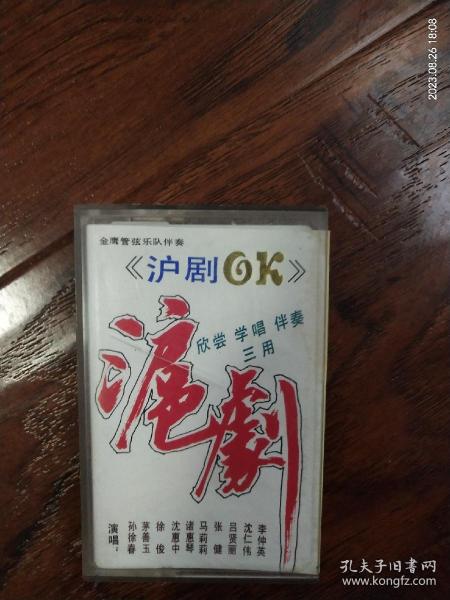 2023.08.26 18:08
金鹰管弦乐队伴奏
《沪剧OK》
欣尝 学唱 伴奏
三用
滬劇
演唱：
孙徐春
茅善玉
徐俊
沈惠中
诸惠琴
马莉莉
张健
吕贤丽
沈仁伟
李仲英
孔夫子旧书网
www.kongfz.com